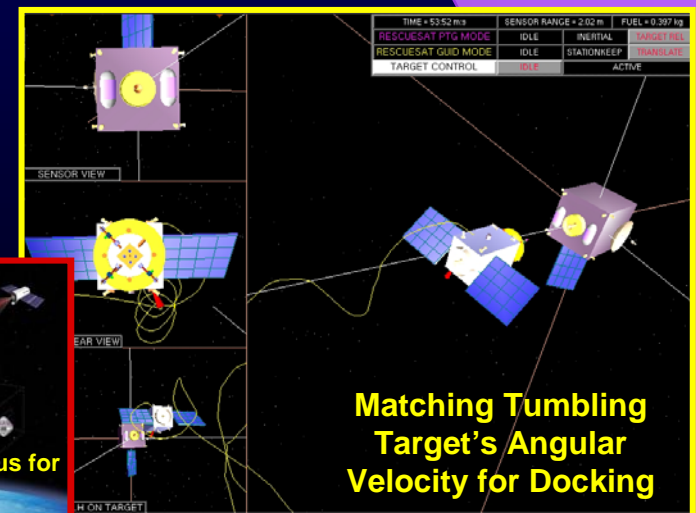 TIME = 53:52 m:s SENSOR RANGE = 2.02 m FUEL = 0.397 kg
RESCUESAT PTG MODE IDLE INERTIAL TARGET REL
RESCUESAT GUID MODE IDLE STATIONKEEP TRANSLATE
TARGET CONTROL IDLE ACTIVE
SENSOR VIEW
EAR VIEW
H ON TARGET
us for
Matching Tumbling
Target's Angular
Velocity for Docking